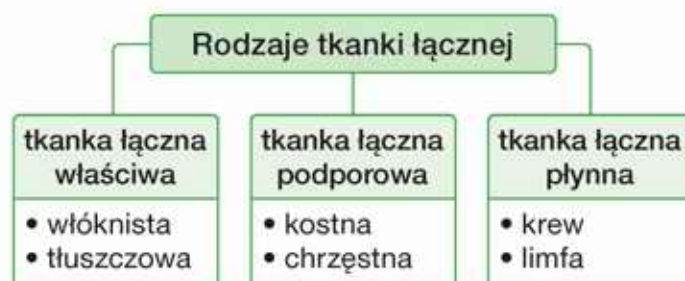 Rodzaje tkanki łącznej
tkanka łączna
właściwa
• włóknista
• tłuszczowa
tkanka łączna
podporowa
• kostna
• chrzęstna
tkanka łączna
płynna
• krew
• limfa